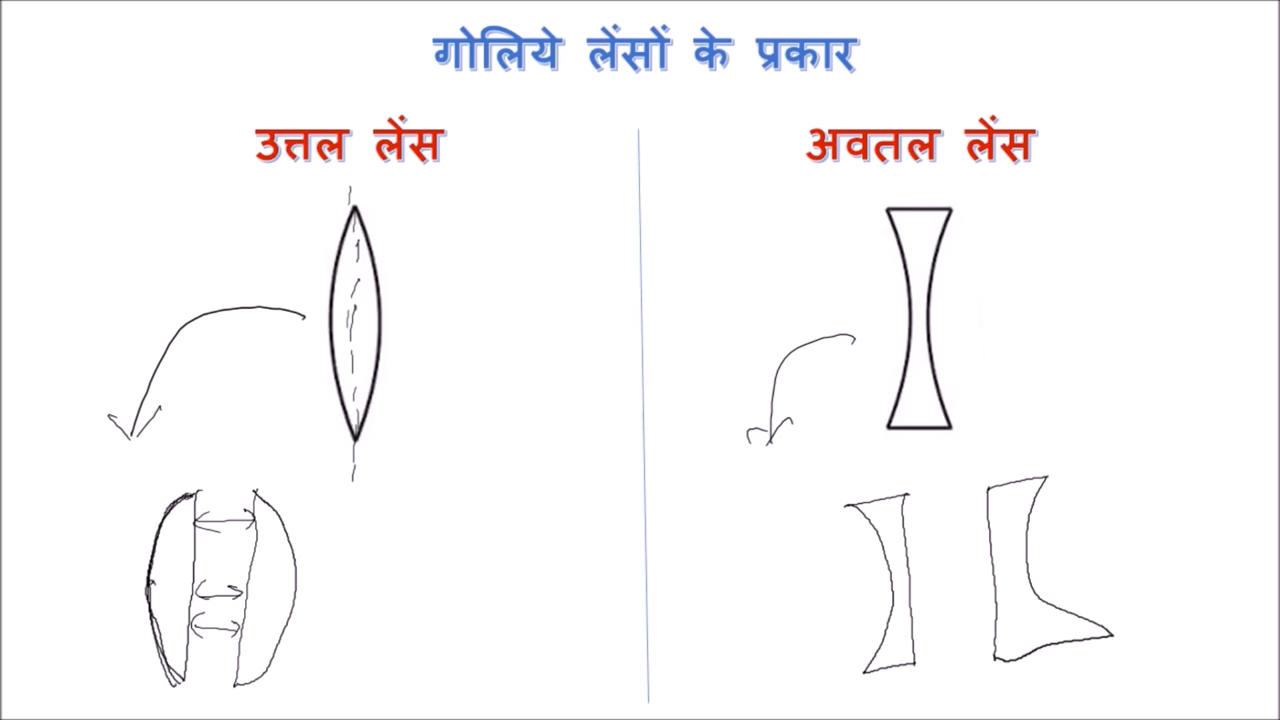 गोलिये लेंसों के प्रकार
उत्तल लेंस
अवतल लेंस